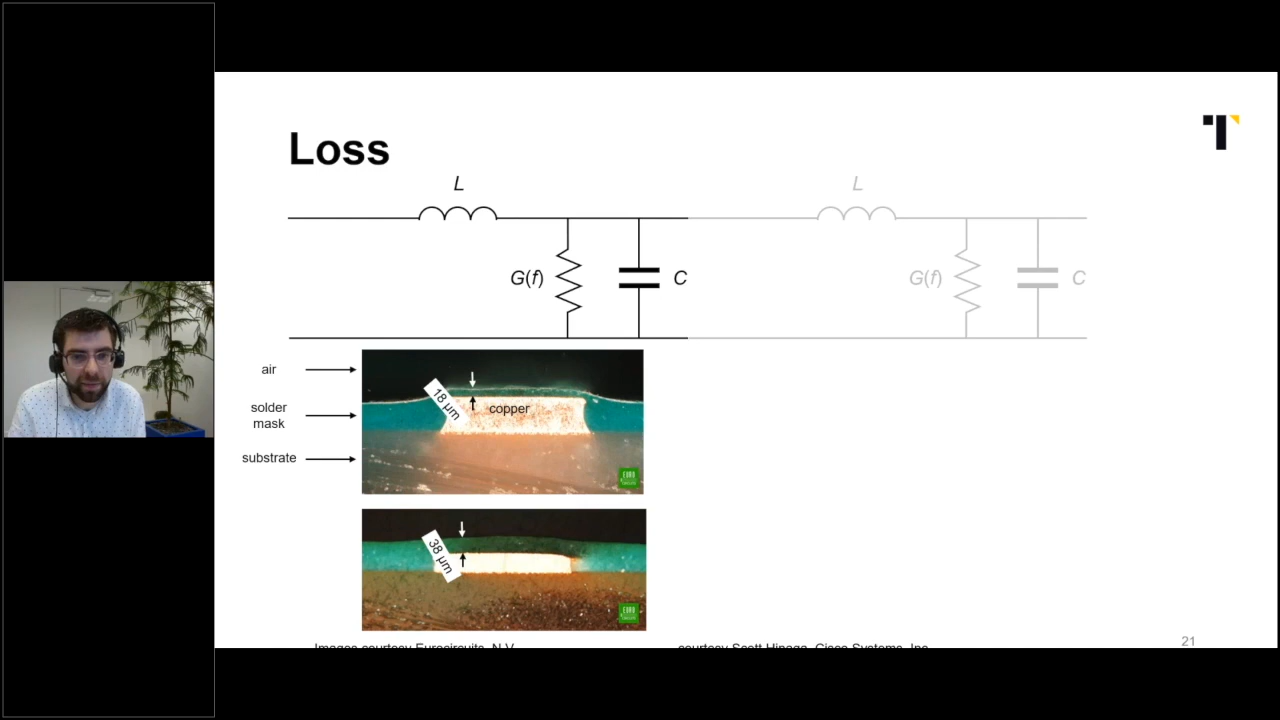 Loss
L
L
G(f)
C
G(f)
C
air
solder
mask
substrate
18 µm
copper
38 µm
Images courtesy Eurocircuits, N.V.
courtesy Scott Hinaga, Cisco Systems, Inc.
21